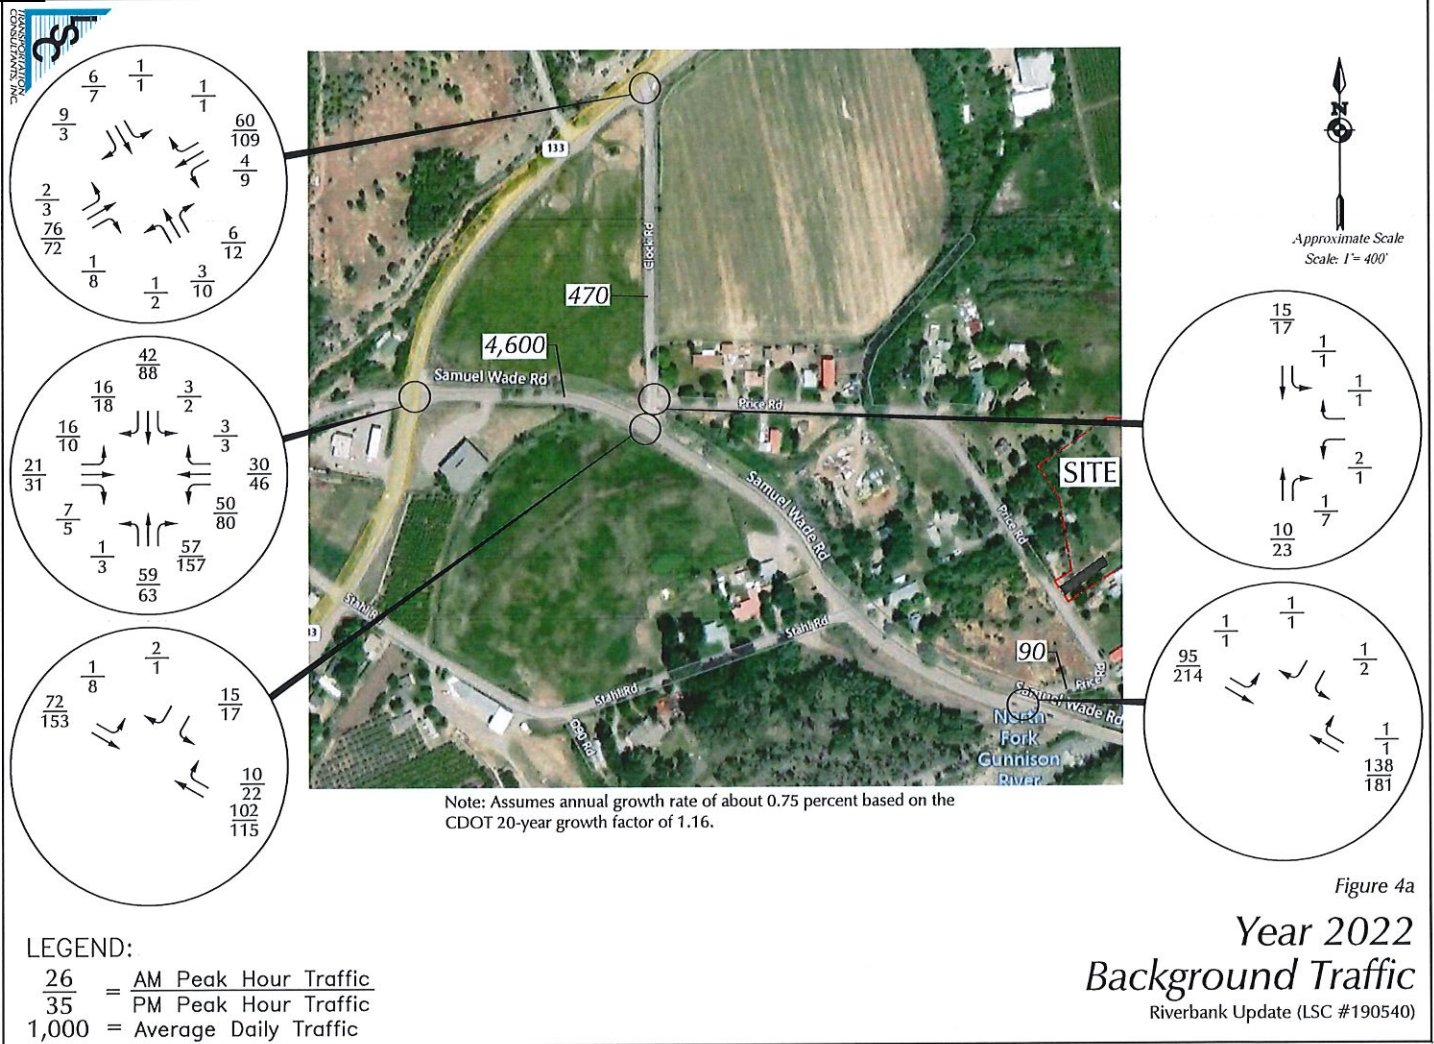 LSC
TRANSPORTATION
CONSULTANTS, INC.
6
7
1
1
1
1
9
3
60
109
4
9
2
3
76
72
1
8
1
2
3
10
6
12
133
Clock Rd
470
4,600
Samuel Wade Rd
Price Rd
N
Approximate Scale
Scale: 1"= 400'
42
88
16
18
3
2
16
10
3
3
21
31
30
46
7
5
50
80
1
3
59
63
57
157
15
17
1
1
1
1
2
1
1
7
10
23
SITE
Samuel Wade Rd
Price Rd
Stahl R
Stahl Rd
Stahl Rd
O90 Rd
90
Price Rd
Samuel Wade Rd
North
Fork
Gunnison
River
2
1
1
8
72
153
15
17
10
22
102
115
1
1
1
1
95
214
1
2
1
1
138
181
Note: Assumes annual growth rate of about 0.75 percent based on the
CDOT 20-year growth factor of 1.16.
Figure 4a
Year 2022
Background Traffic
Riverbank Update (LSC #190540)
LEGEND:
26
35
= AM Peak Hour Traffic
PM Peak Hour Traffic
1,000 = Average Daily Traffic